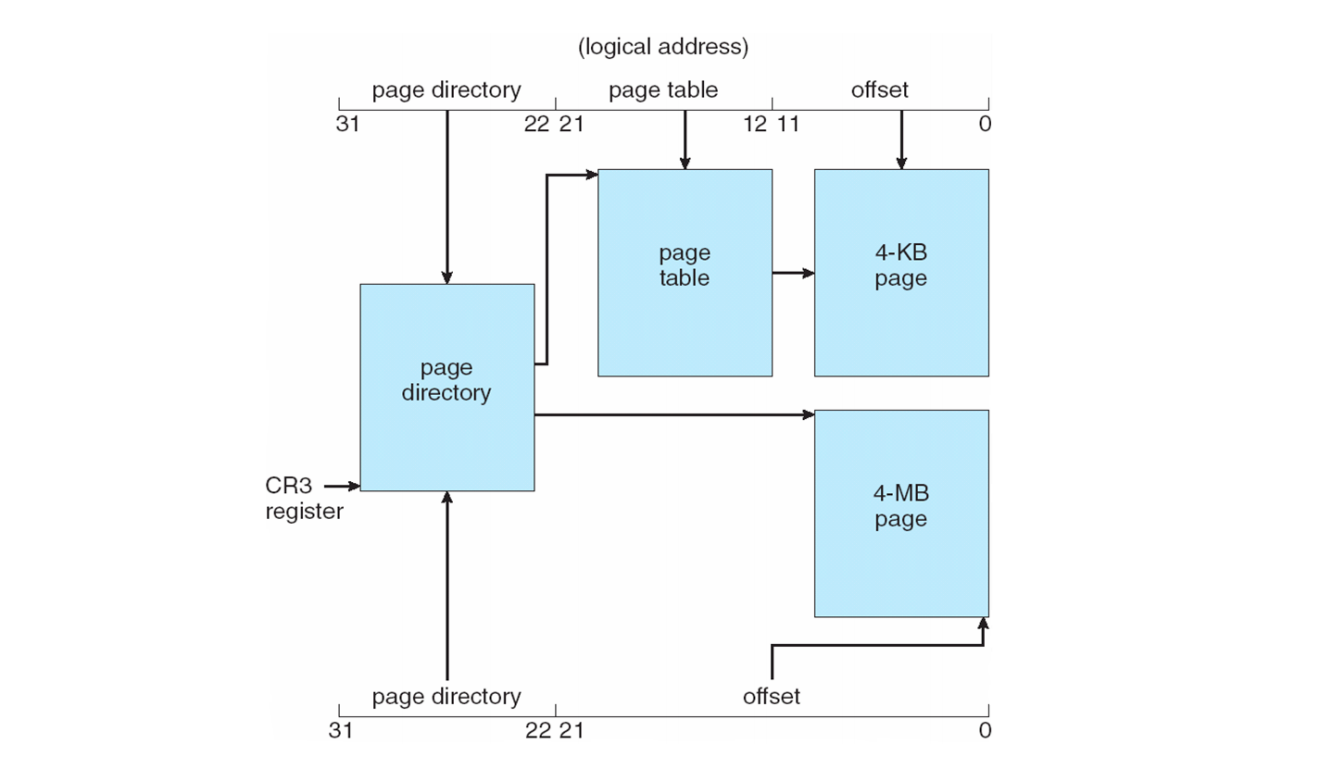 (logical address)
page directory page table offset
31 22 21 12 11 0
page
table
4-KB
page
page
directory
CR3
register
4-MB
page
page directory offset
31 22 21 0